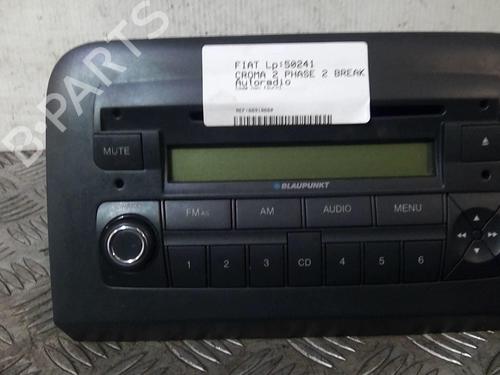 FIAT Lp:50241
CROMA 2 PHASE 2 BREAK
Autoradio
MUTE
BLAUPUNKT
FM AS
AM
AUDIO
MENU
1
2
3
CD
4
5
6
B-PARTS